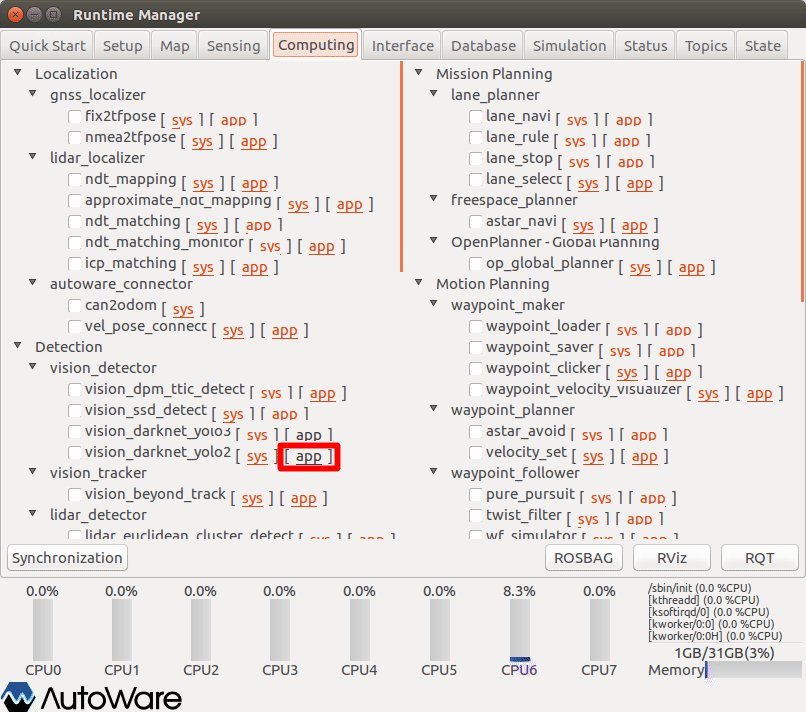 Runtime Manager
Quick Start Setup Map Sensing Computing Interface Database Simulation Status Topics State
Localization
gnss_localizer
fix2tfpose [ sys ] [ app ]
nmea2tfpose [ sys ] [ app ]
lidar_localizer
ndt_mapping [ sys ] [ app ]
approximate_ndt_mapping [ sys ] [ app ]
ndt_matching [ sys ] [ app ]
ndt_matching_monitor [ sys ] [ app ]
icp_matching [ sys ] [ app ]
autoware_connector
can2odom [ sys ]
vel_pose_connect [ sys ] [ app ]
Detection
vision_detector
vision_dpm_ttic_detect [ sys ] [ app ]
vision_ssd_detect [ sys ] [ app ]
vision_darknet_yolo3 [ sys ] [ app ]
vision_darknet_yolo2 [ sys ] [ app ]
vision_tracker
vision_beyond_track [ sys ] [ app ]
lidar_detector
lidar_euclidean_cluster_detect [ sys ] [ app ]
Mission Planning
lane_planner
lane_navi [ sys ] [ app ]
lane_rule [ sys ] [ app ]
lane_stop [ sys ] [ app ]
lane_select [ sys ] [ app ]
freespace_planner
astar_navi [ sys ] [ app ]
OpenPlanner - Global Planning
op_global_planner [ sys ] [ app ]
Motion Planning
waypoint_maker
waypoint_loader [ sys ] [ app ]
waypoint_saver [ sys ] [ app ]
waypoint_clicker [ sys ] [ app ]
waypoint_velocity_visualizer [ sys ] [ app ]
waypoint_planner
astar_avoid [ sys ] [ app ]
velocity_set [ sys ] [ app ]
waypoint_follower
pure_pursuit [ sys ] [ app ]
twist_filter [ sys ] [ app ]
wf_simulator [ sys ] [ app ]
Synchronization ROSBAG RViz RQT
0.0% 0.0% 0.0% 0.0% 0.0% 0.0% 8.3% 0.0%
CPU0 CPU1 CPU2 CPU3 CPU4 CPU5 CPU6 CPU7
/sbin/init (0.0 %CPU)
[kthreadd] (0.0 %CPU)
[ksoftirqd/0] (0.0 %CPU)
[kworker/0:0] (0.0 %CPU)
[kworker/0:0H] (0.0 %CPU)
1GB/31GB(3%)
Memory
AutoWare